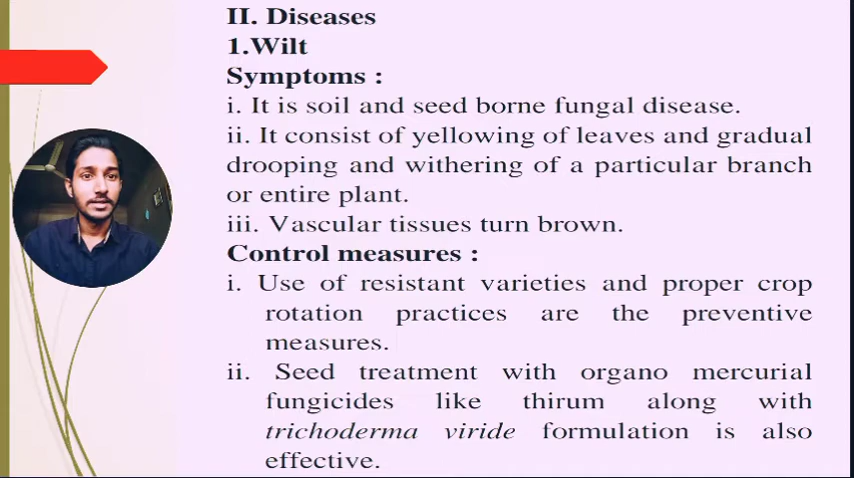 II. Diseases
1.Wilt
Symptoms :
i. It is soil and seed borne fungal disease.
ii. It consist of yellowing of leaves and gradual
drooping and withering of a particular branch
or entire plant.
iii. Vascular tissues turn brown.
Control measures :
i. Use of resistant varieties and proper crop
rotation practices are the preventive
measures.
ii. Seed treatment with organo mercurial
fungicides like thirum along with
trichoderma viride formulation is also
effective.